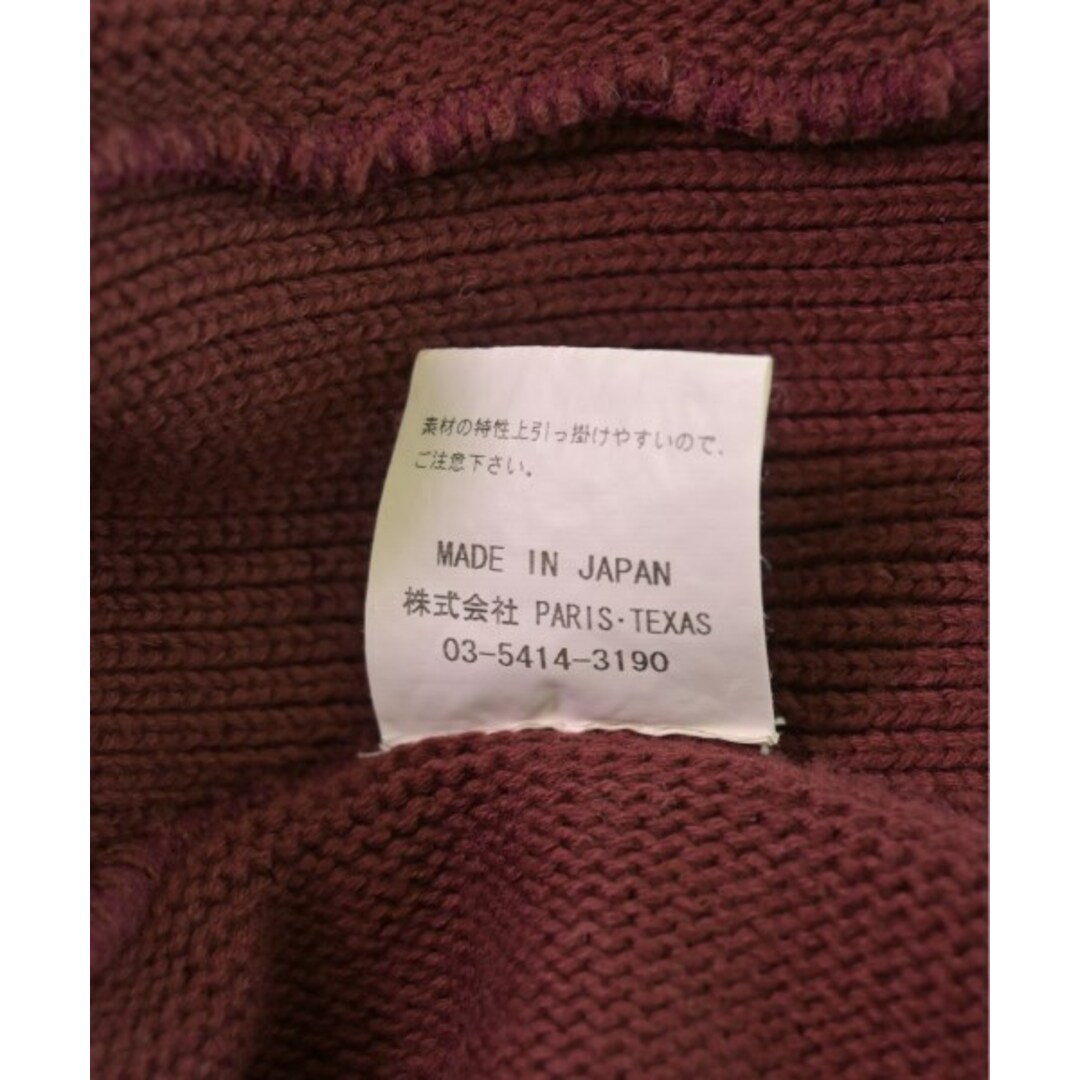 素材の特性上引っ掛けやすいので、
ご注意下さい。
MADE IN JAPAN
株式会社 PARIS·TEXAS
03-5414-3190